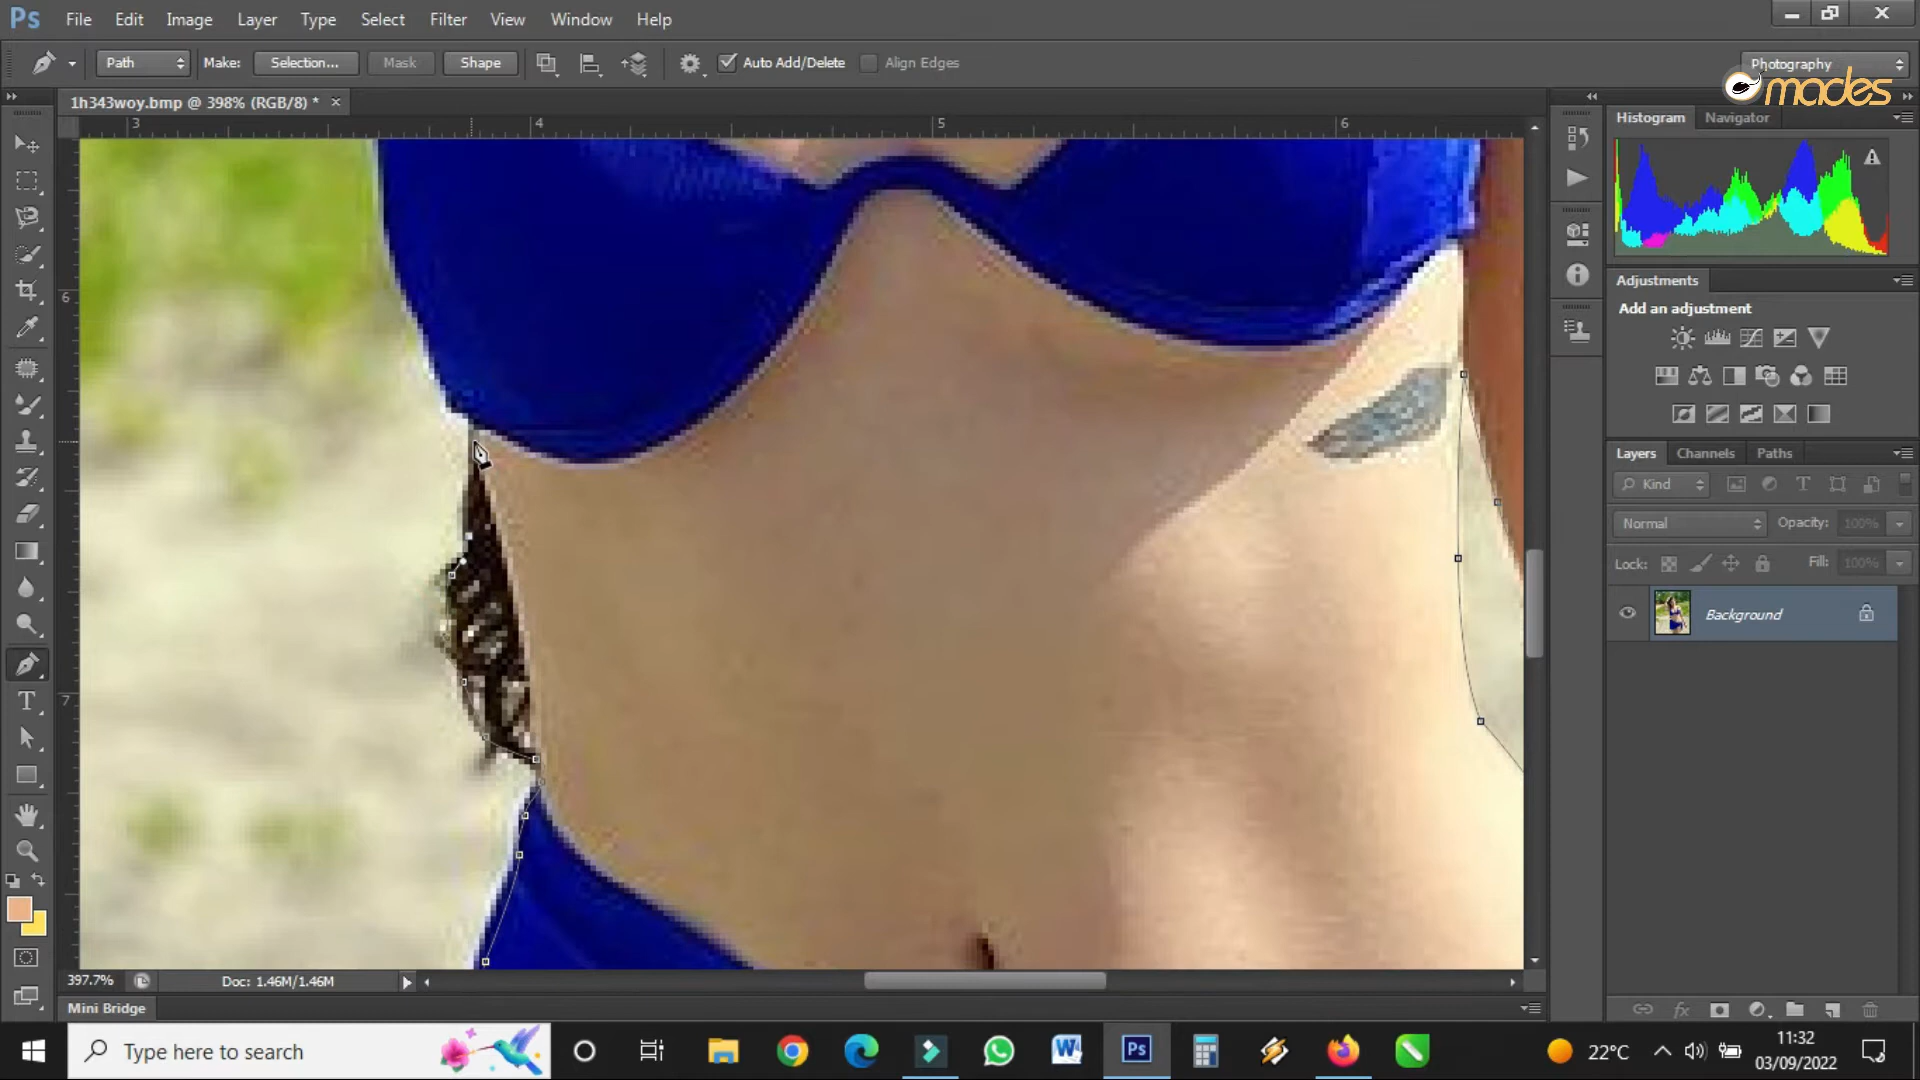 Ps File Edit Image Layer Type Select Filter View Window Help
Path Make: Selection... Mask Shape Auto Add/Delete Align Edges Photography
mades
1h343woy.bmp @ 398% (RGB/8) * ×
3 4 5 6
6
7
Histogram Navigator
Adjustments
Add an adjustment
Layers Channels Paths
Kind
Normal Opacity: 100%
Lock: Fill: 100%
Background
397.7% Doc: 1.46M/1.46M
Mini Bridge
Type here to search
22°C
11:32
03/09/2022